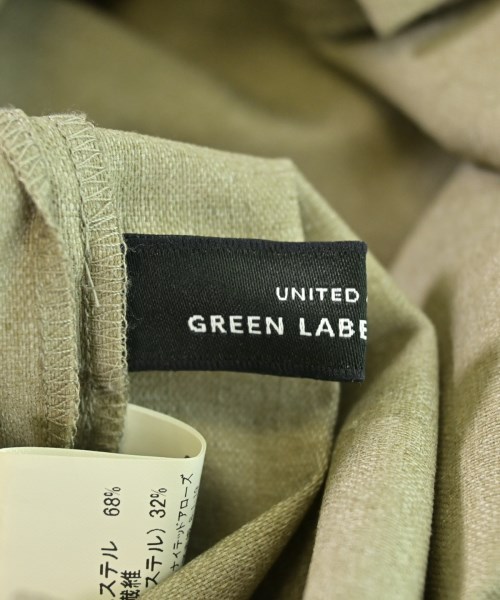 UNITED
GREEN LABE
ステル 68%
繊維
ステル) 32%
ナイテッドアローズ